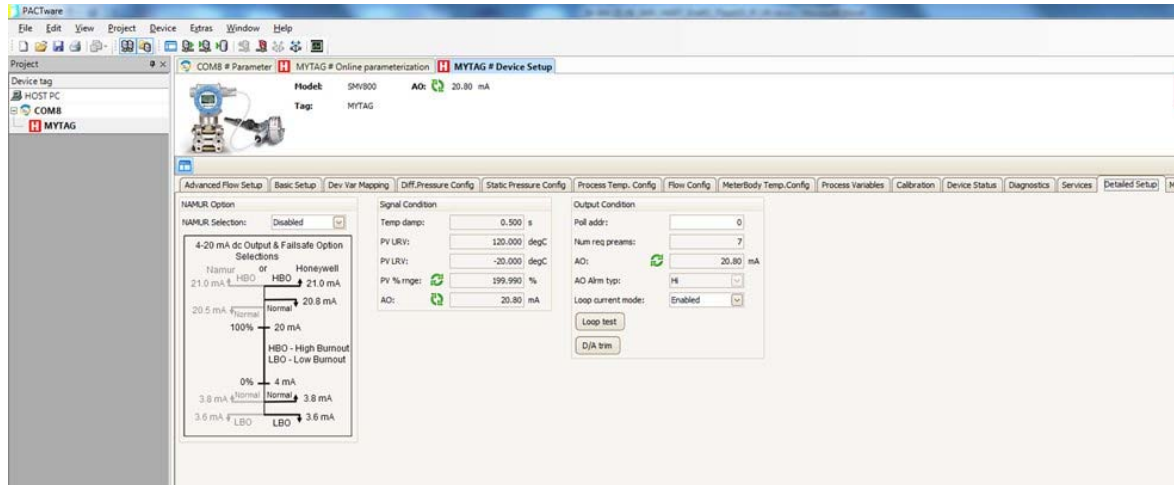 PACTware
File Edit View Project Device Extras Window Help
Project
COM8 # Parameter MYTAG # Online parameterization MYTAG # Device Setup
Device tag
HOST PC
COM8
MYTAG
Model: SMV800 AO: 20.80 mA
Tag: MYTAG
Advanced Flow Setup Basic Setup Dev Var Mapping Diff.Pressure Config Static Pressure Config Process Temp. Config Flow Config MeterBody Temp.Config Process Variables Calibration Device Status Diagnostics Services Detailed Setup M
NAMUR Option
NAMUR Selection: Disabled
4-20 mA dc Output & Failsafe Option
Selections
Namur or Honeywell
21.0 mA HBO HBO 21.0 mA
20.8 mA
20.5 mA Normal Normal
100% 20 mA
HBO - High Burnout
LBO - Low Burnout
0% 4 mA
3.8 mA Normal Normal 3.8 mA
3.6 mA LBO LBO 3.6 mA
Signal Condition
Temp damp: 0.500 s
PV URV: 120.000 degC
PV LRV: -20.000 degC
PV % rnge: 199.990 %
AO: 20.80 mA
Output Condition
Poll addr: 0
Num req preams: 7
AO: 20.80 mA
AO Alrm typ: Hi
Loop current mode: Enabled
Loop test
D/A trim